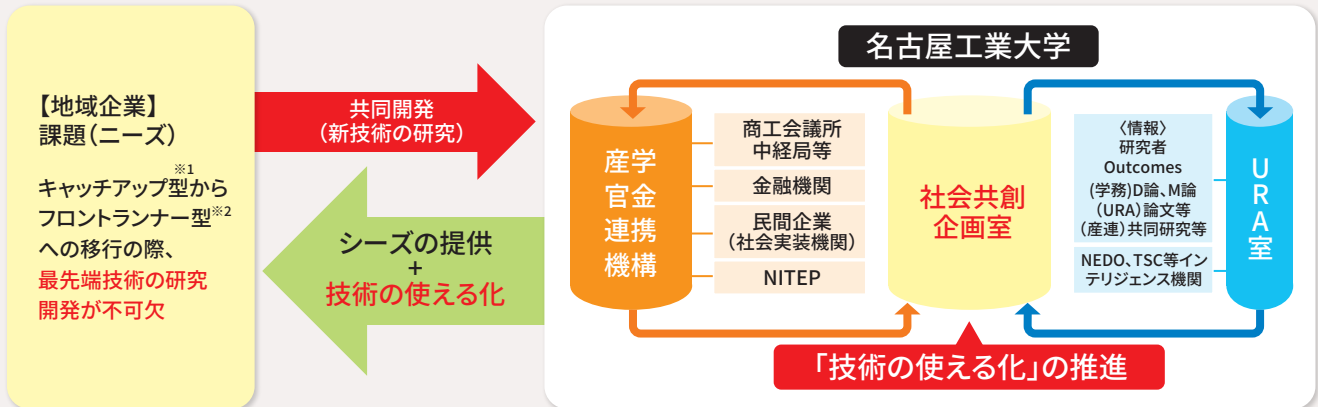 【地域企業】
課題(ニーズ)
※1
キャッチアップ型から
フロントランナー型※2
への移行の際、
最先端技術の研究
開発が不可欠
共同開発
(新技術の研究)
シーズの提供
+
技術の使える化
名古屋工業大学
産学官金連携機構
商工会議所
中経局等
金融機関
民間企業
(社会実装機関)
NITEP
社会共創
企画室
〈情報〉
研究者
Outcomes
(学務)D論、M論
(URA)論文等
(産連)共同研究等
NEDO、TSC等イン
テリジェンス機関
URA室
「技術の使える化」の推進